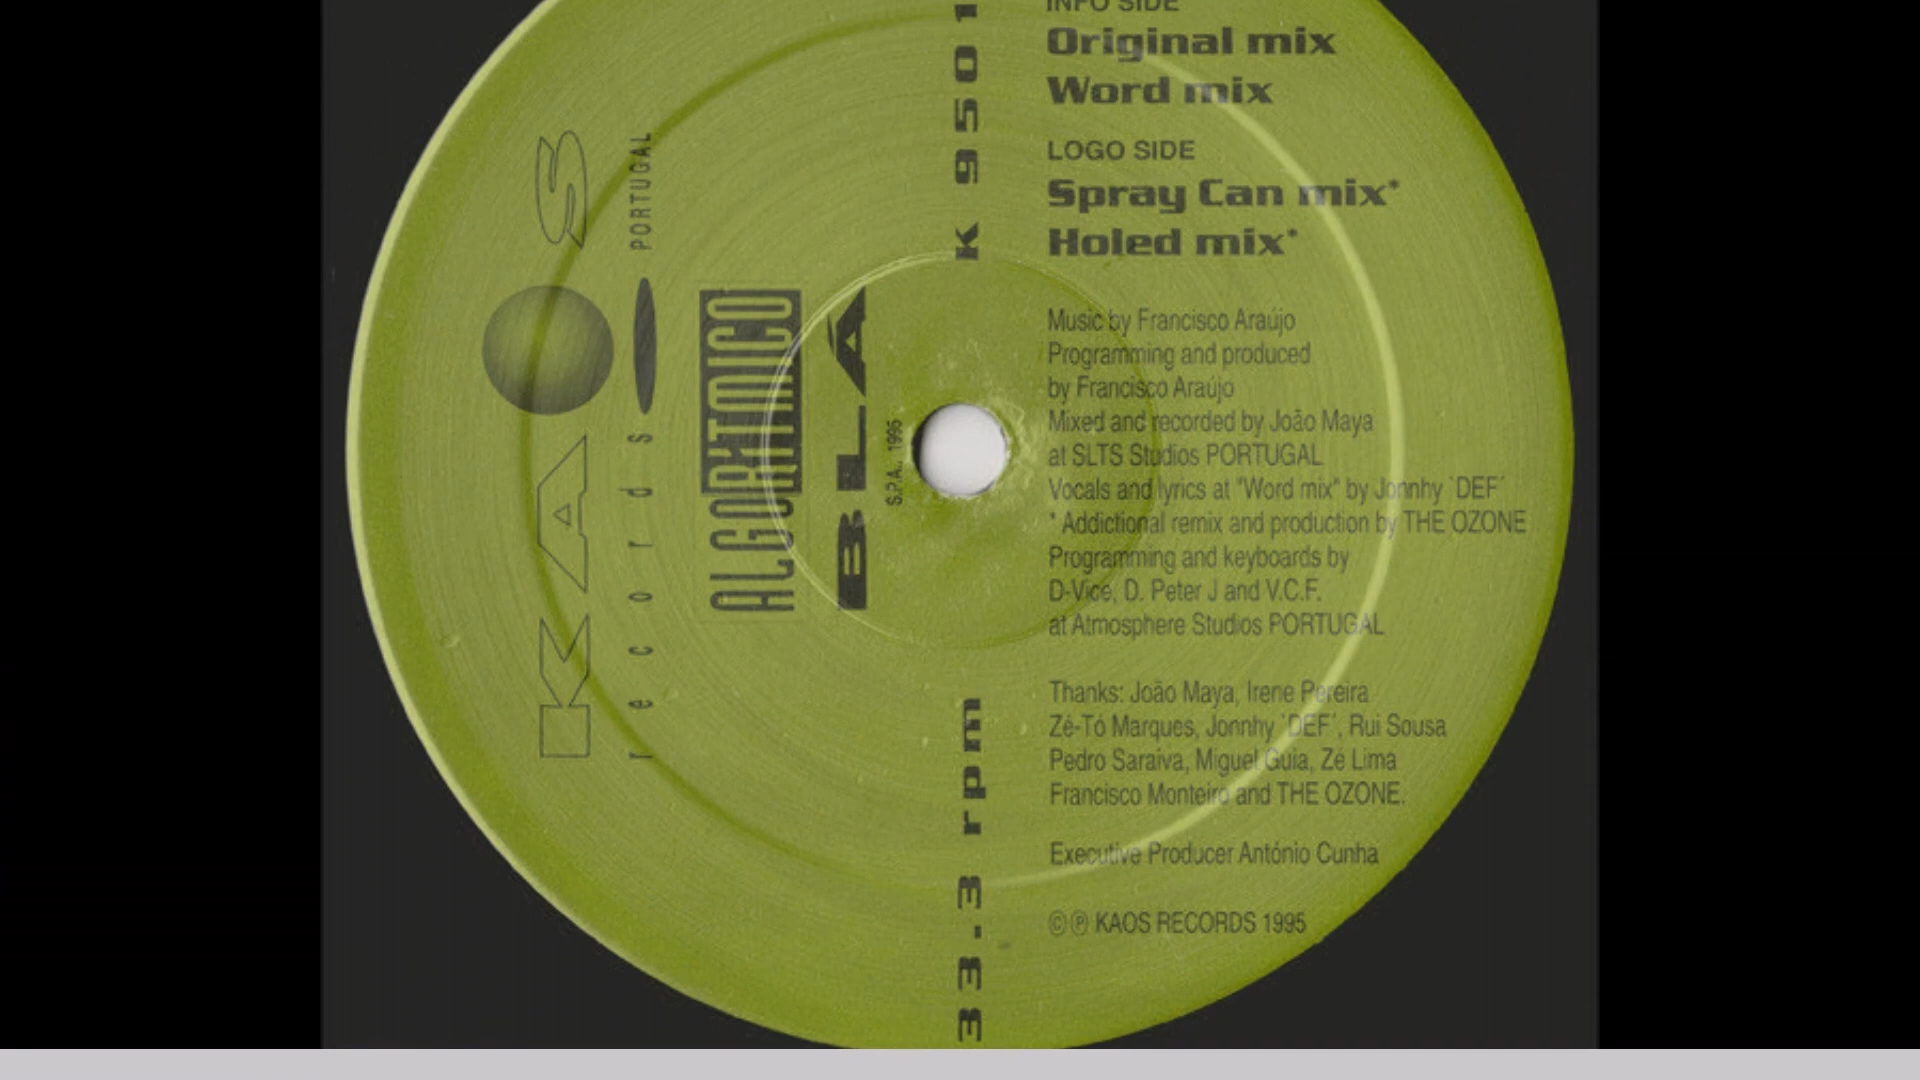 KAOS
records PORTUGAL
ALGORITMICO
BLÁ
S.P.A. 1995
33.3 rpm K 9501
INFO SIDE
Original mix
Word mix
LOGO SIDE
Spray Can mix*
Holed mix*
Music by Francisco Araújo
Programming and produced
by Francisco Araújo
Mixed and recorded by João Maya
at SLTS Studios PORTUGAL
Vocals and lyrics at "Word mix" by Jonnhy ´DEF´
* Addictional remix and production by THE OZONE
Programming and keyboards by
D-Vice, D. Peter J and V.C.F.
at Atmosphere Studios PORTUGAL
Thanks: João Maya, Irene Pereira
Zé-Tó Marques, Jonnhy ´DEF´, Rui Sousa
Pedro Saraiva, Miguel Guia, Zé Lima
Francisco Monteiro and THE OZONE.
Executive Producer António Cunha
©℗ KAOS RECORDS 1995